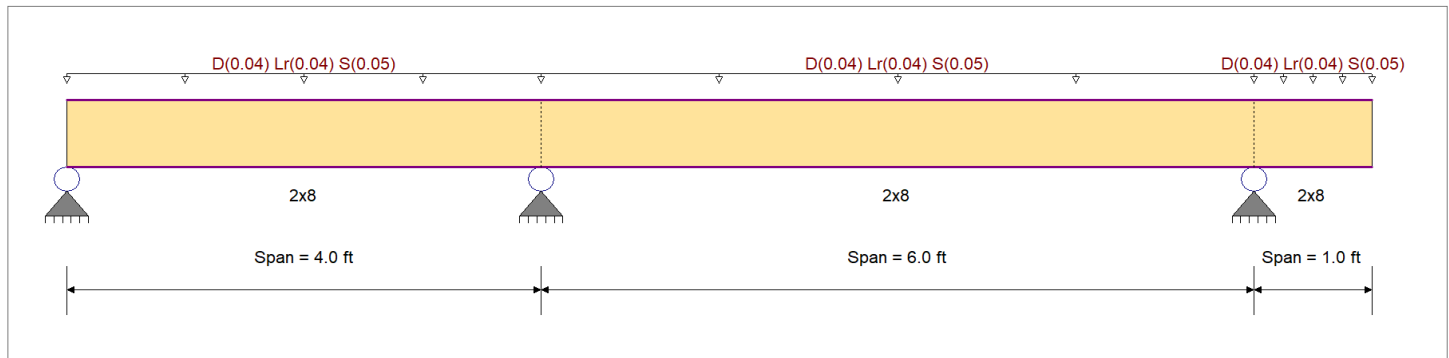 D(0.04) Lr(0.04) S(0.05)
D(0.04) Lr(0.04) S(0.05)
D(0.04) Lr(0.04) S(0.05)
2x8
2x8
2x8
Span = 4.0 ft
Span = 6.0 ft
Span = 1.0 ft